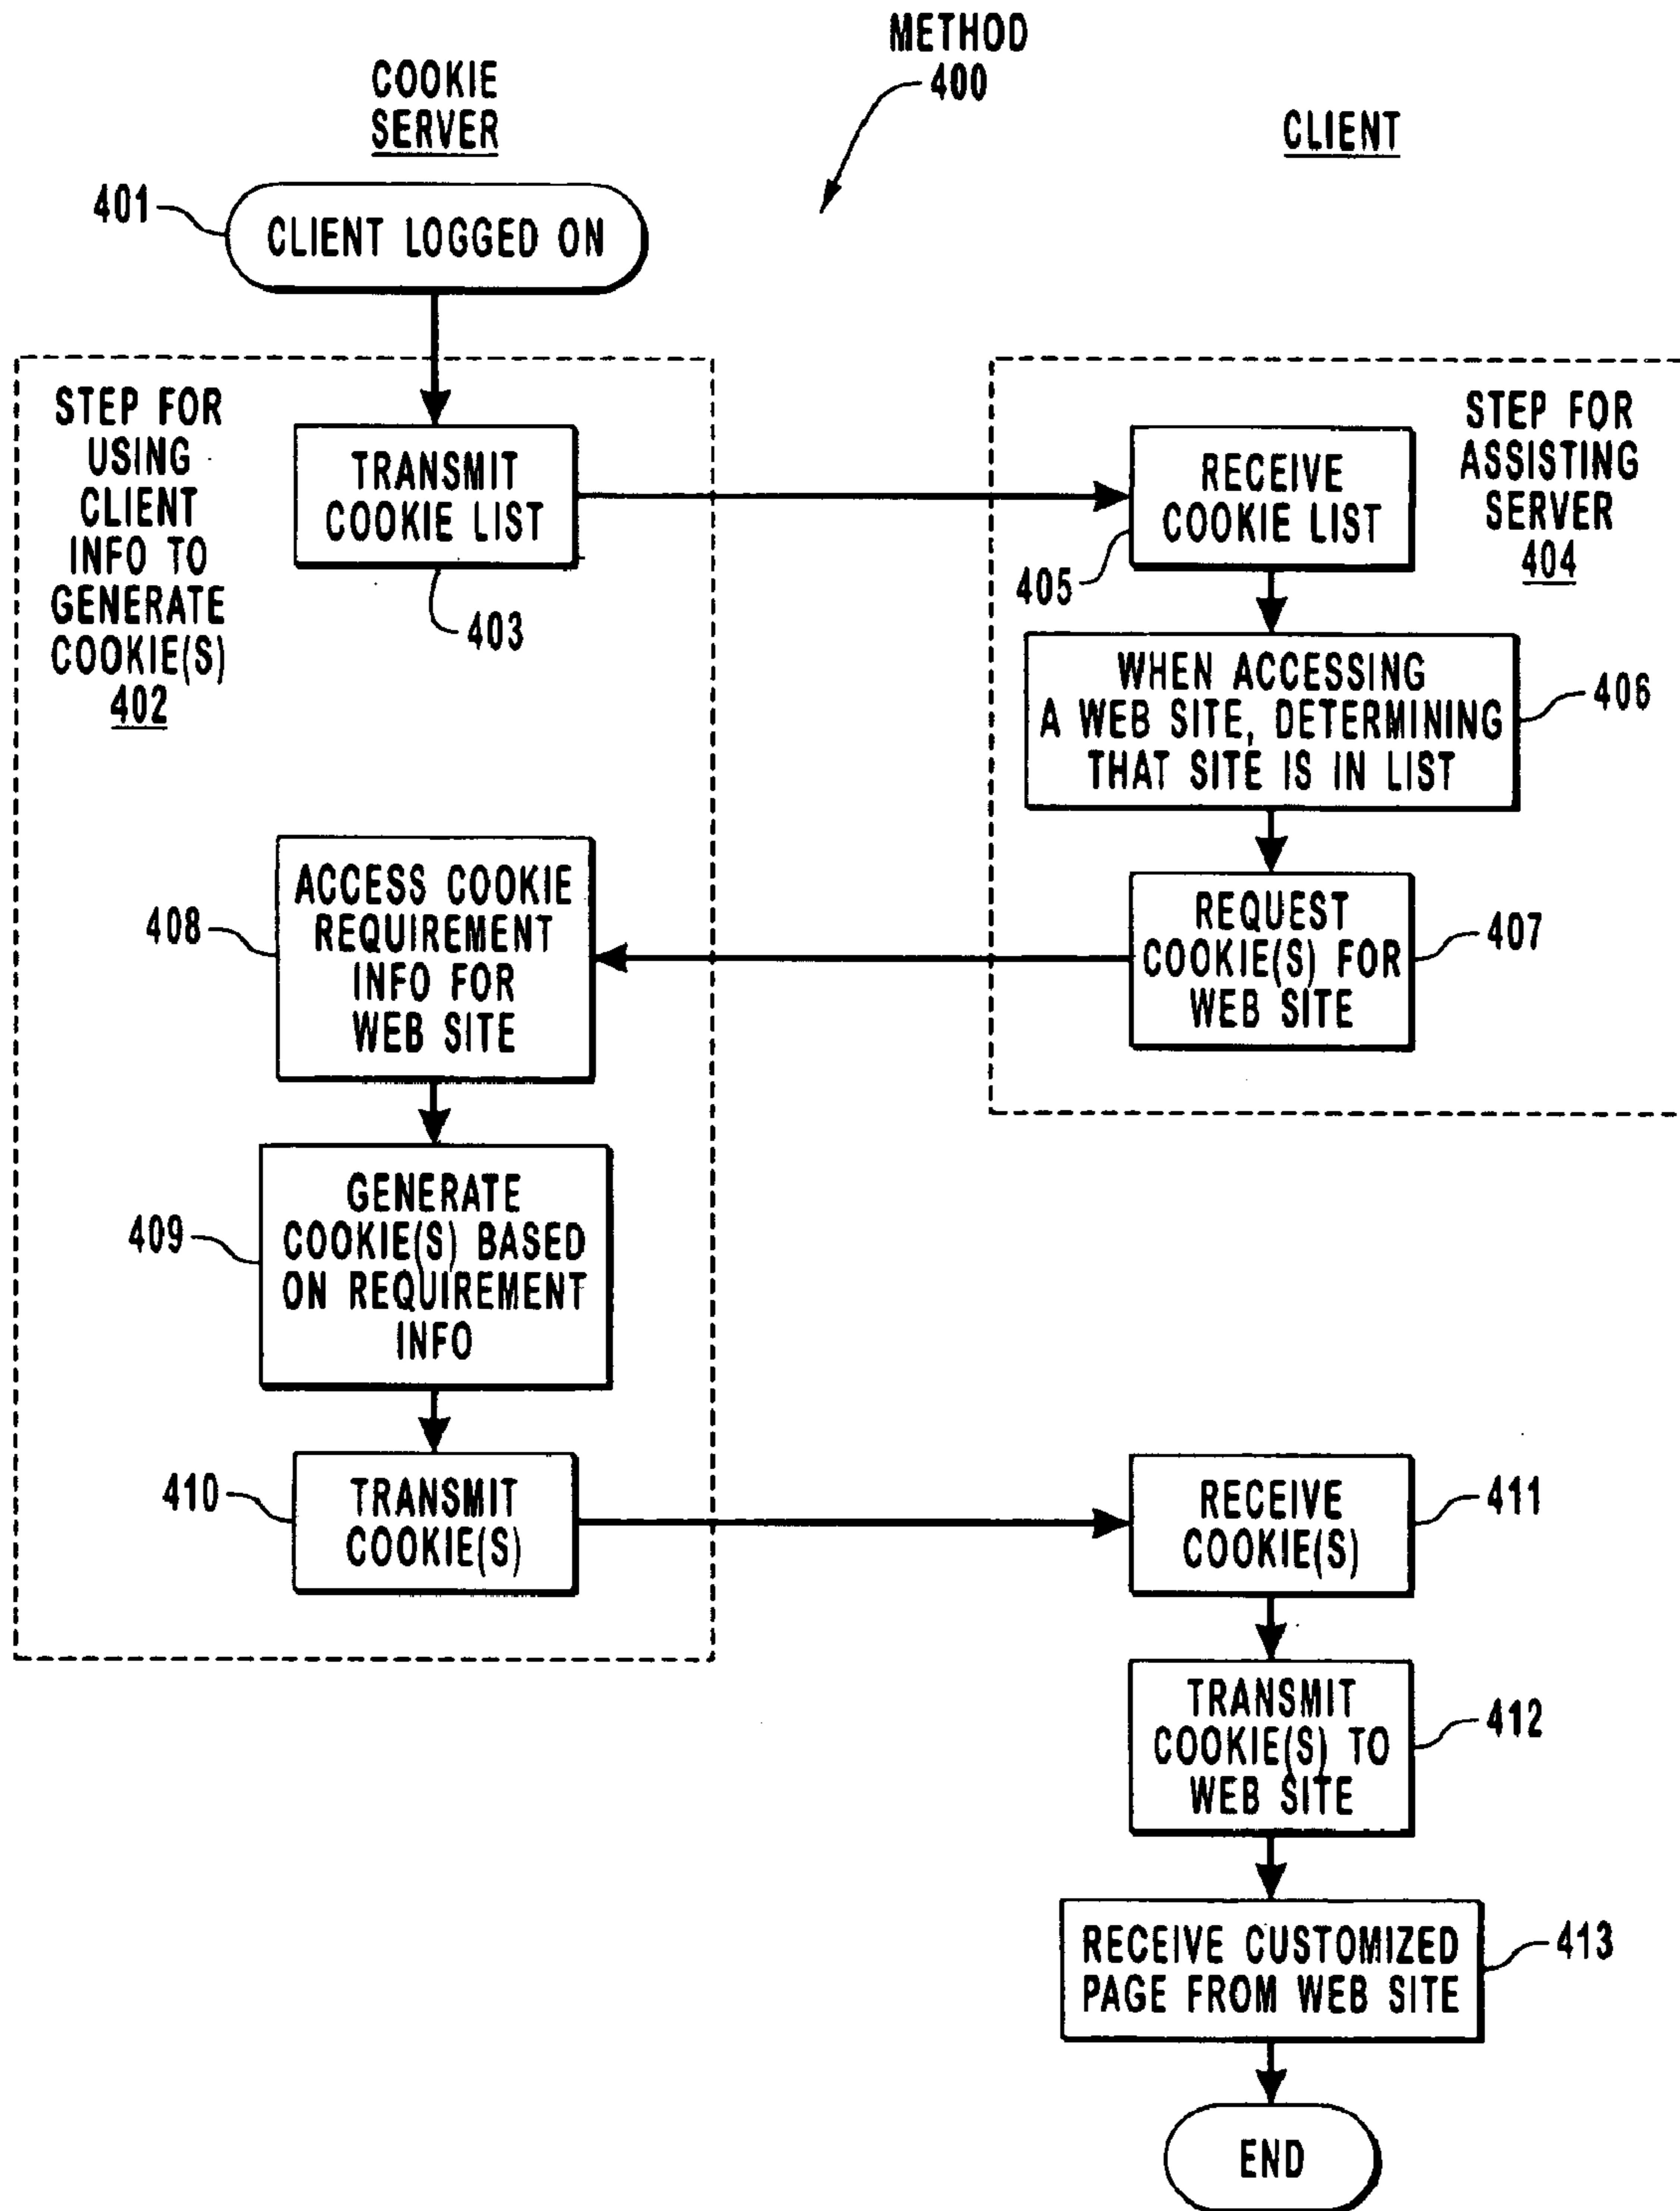 METHOD
400
COOKIE
SERVER
CLIENT
401
CLIENT LOGGED ON
STEP FOR
USING
CLIENT
INFO TO
GENERATE
COOKIE(S)
402
TRANSMIT
COOKIE LIST
403
RECEIVE
COOKIE LIST
405
STEP FOR
ASSISTING
SERVER
404
WHEN ACCESSING
A WEB SITE, DETERMINING
THAT SITE IS IN LIST
406
REQUEST
COOKIE(S) FOR
WEB SITE
407
408
ACCESS COOKIE
REQUIREMENT
INFO FOR
WEB SITE
409
GENERATE
COOKIE(S) BASED
ON REQUIREMENT
INFO
410
TRANSMIT
COOKIE(S)
RECEIVE
COOKIE(S)
411
TRANSMIT
COOKIE(S) TO
WEB SITE
412
RECEIVE CUSTOMIZED
PAGE FROM WEB SITE
413
END